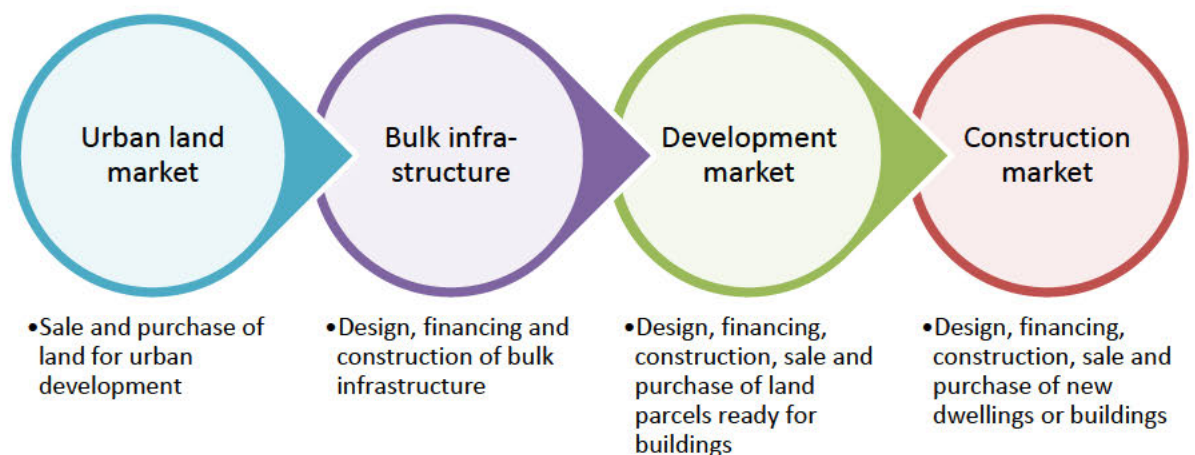 Urban land
market
Bulk infra-
structure
Development
market
Construction
market
•Sale and purchase of
land for urban
development
•Design, financing and
construction of bulk
infrastructure
•Design, financing,
construction, sale and
purchase of land
parcels ready for
buildings
•Design, financing,
construction, sale and
purchase of new
dwellings or buildings